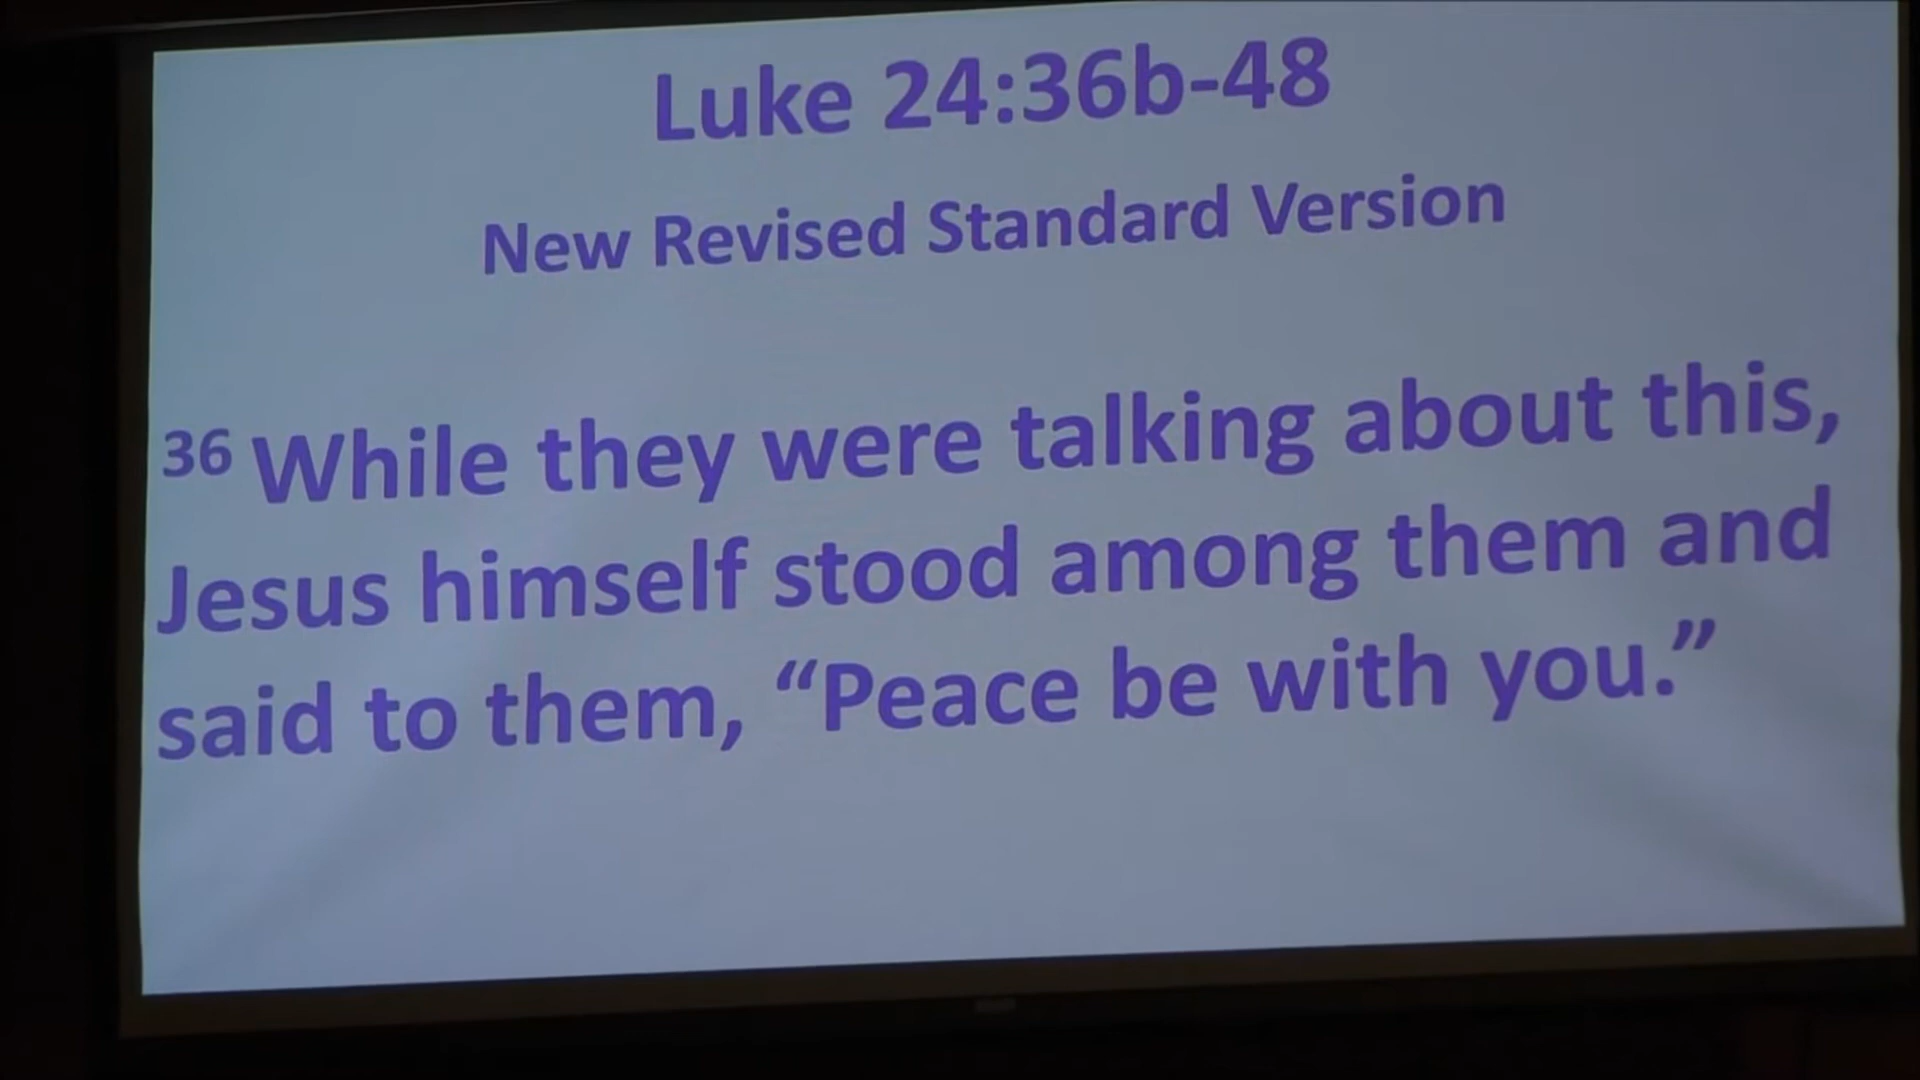 Luke 24:36b-48
New Revised Standard Version
36 While they were talking about this,
Jesus himself stood among them and
said to them, “Peace be with you.”